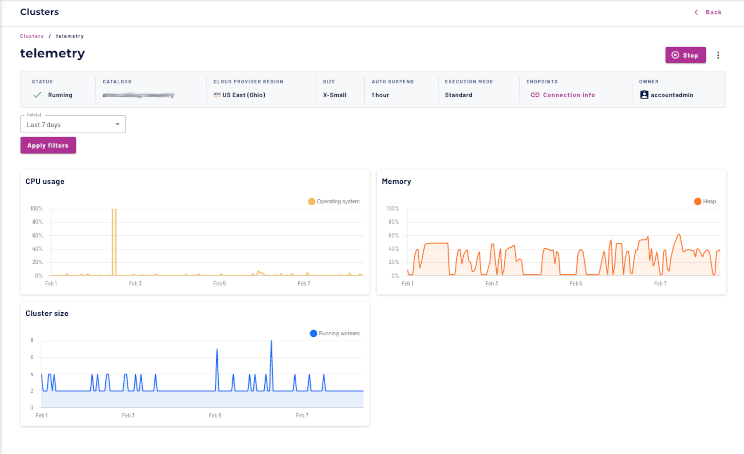 Clusters
Back
Clusters / telemetry
telemetry
Stop
STATUS
Running
CATALOGS
CLOUD PROVIDER REGION
US East (Ohio)
SIZE
X-Small
AUTO SUSPEND
1 hour
EXECUTION MODE
Standard
ENDPOINTS
Connection info
OWNER
accountadmin
Date(s)
Last 7 days
Apply filters
CPU usage
Operating system
100%
80%
60%
40%
20%
0%
Feb 1
Feb 3
Feb 5
Feb 7
Memory
Heap
100%
80%
60%
40%
20%
0%
Feb 1
Feb 3
Feb 5
Feb 7
Cluster size
Running workers
8
6
4
2
0
Feb 1
Feb 3
Feb 5
Feb 7